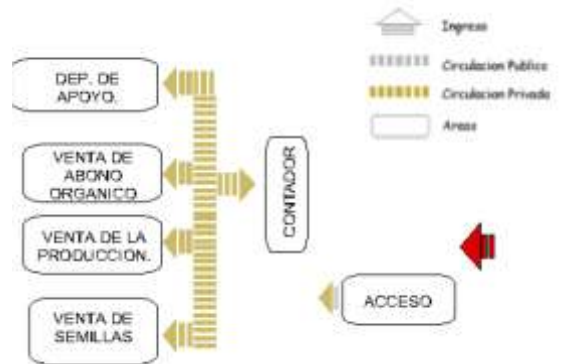 Ingreso
Circulacion Publico
Circulacion Privada
Areas
DEP. DE
APOYO.
VENTA DE
ABONO
ORGANICO
VENTA DE LA
PRODUCCION.
VENTA DE
SEMILLAS
CONTADOR
ACCESO